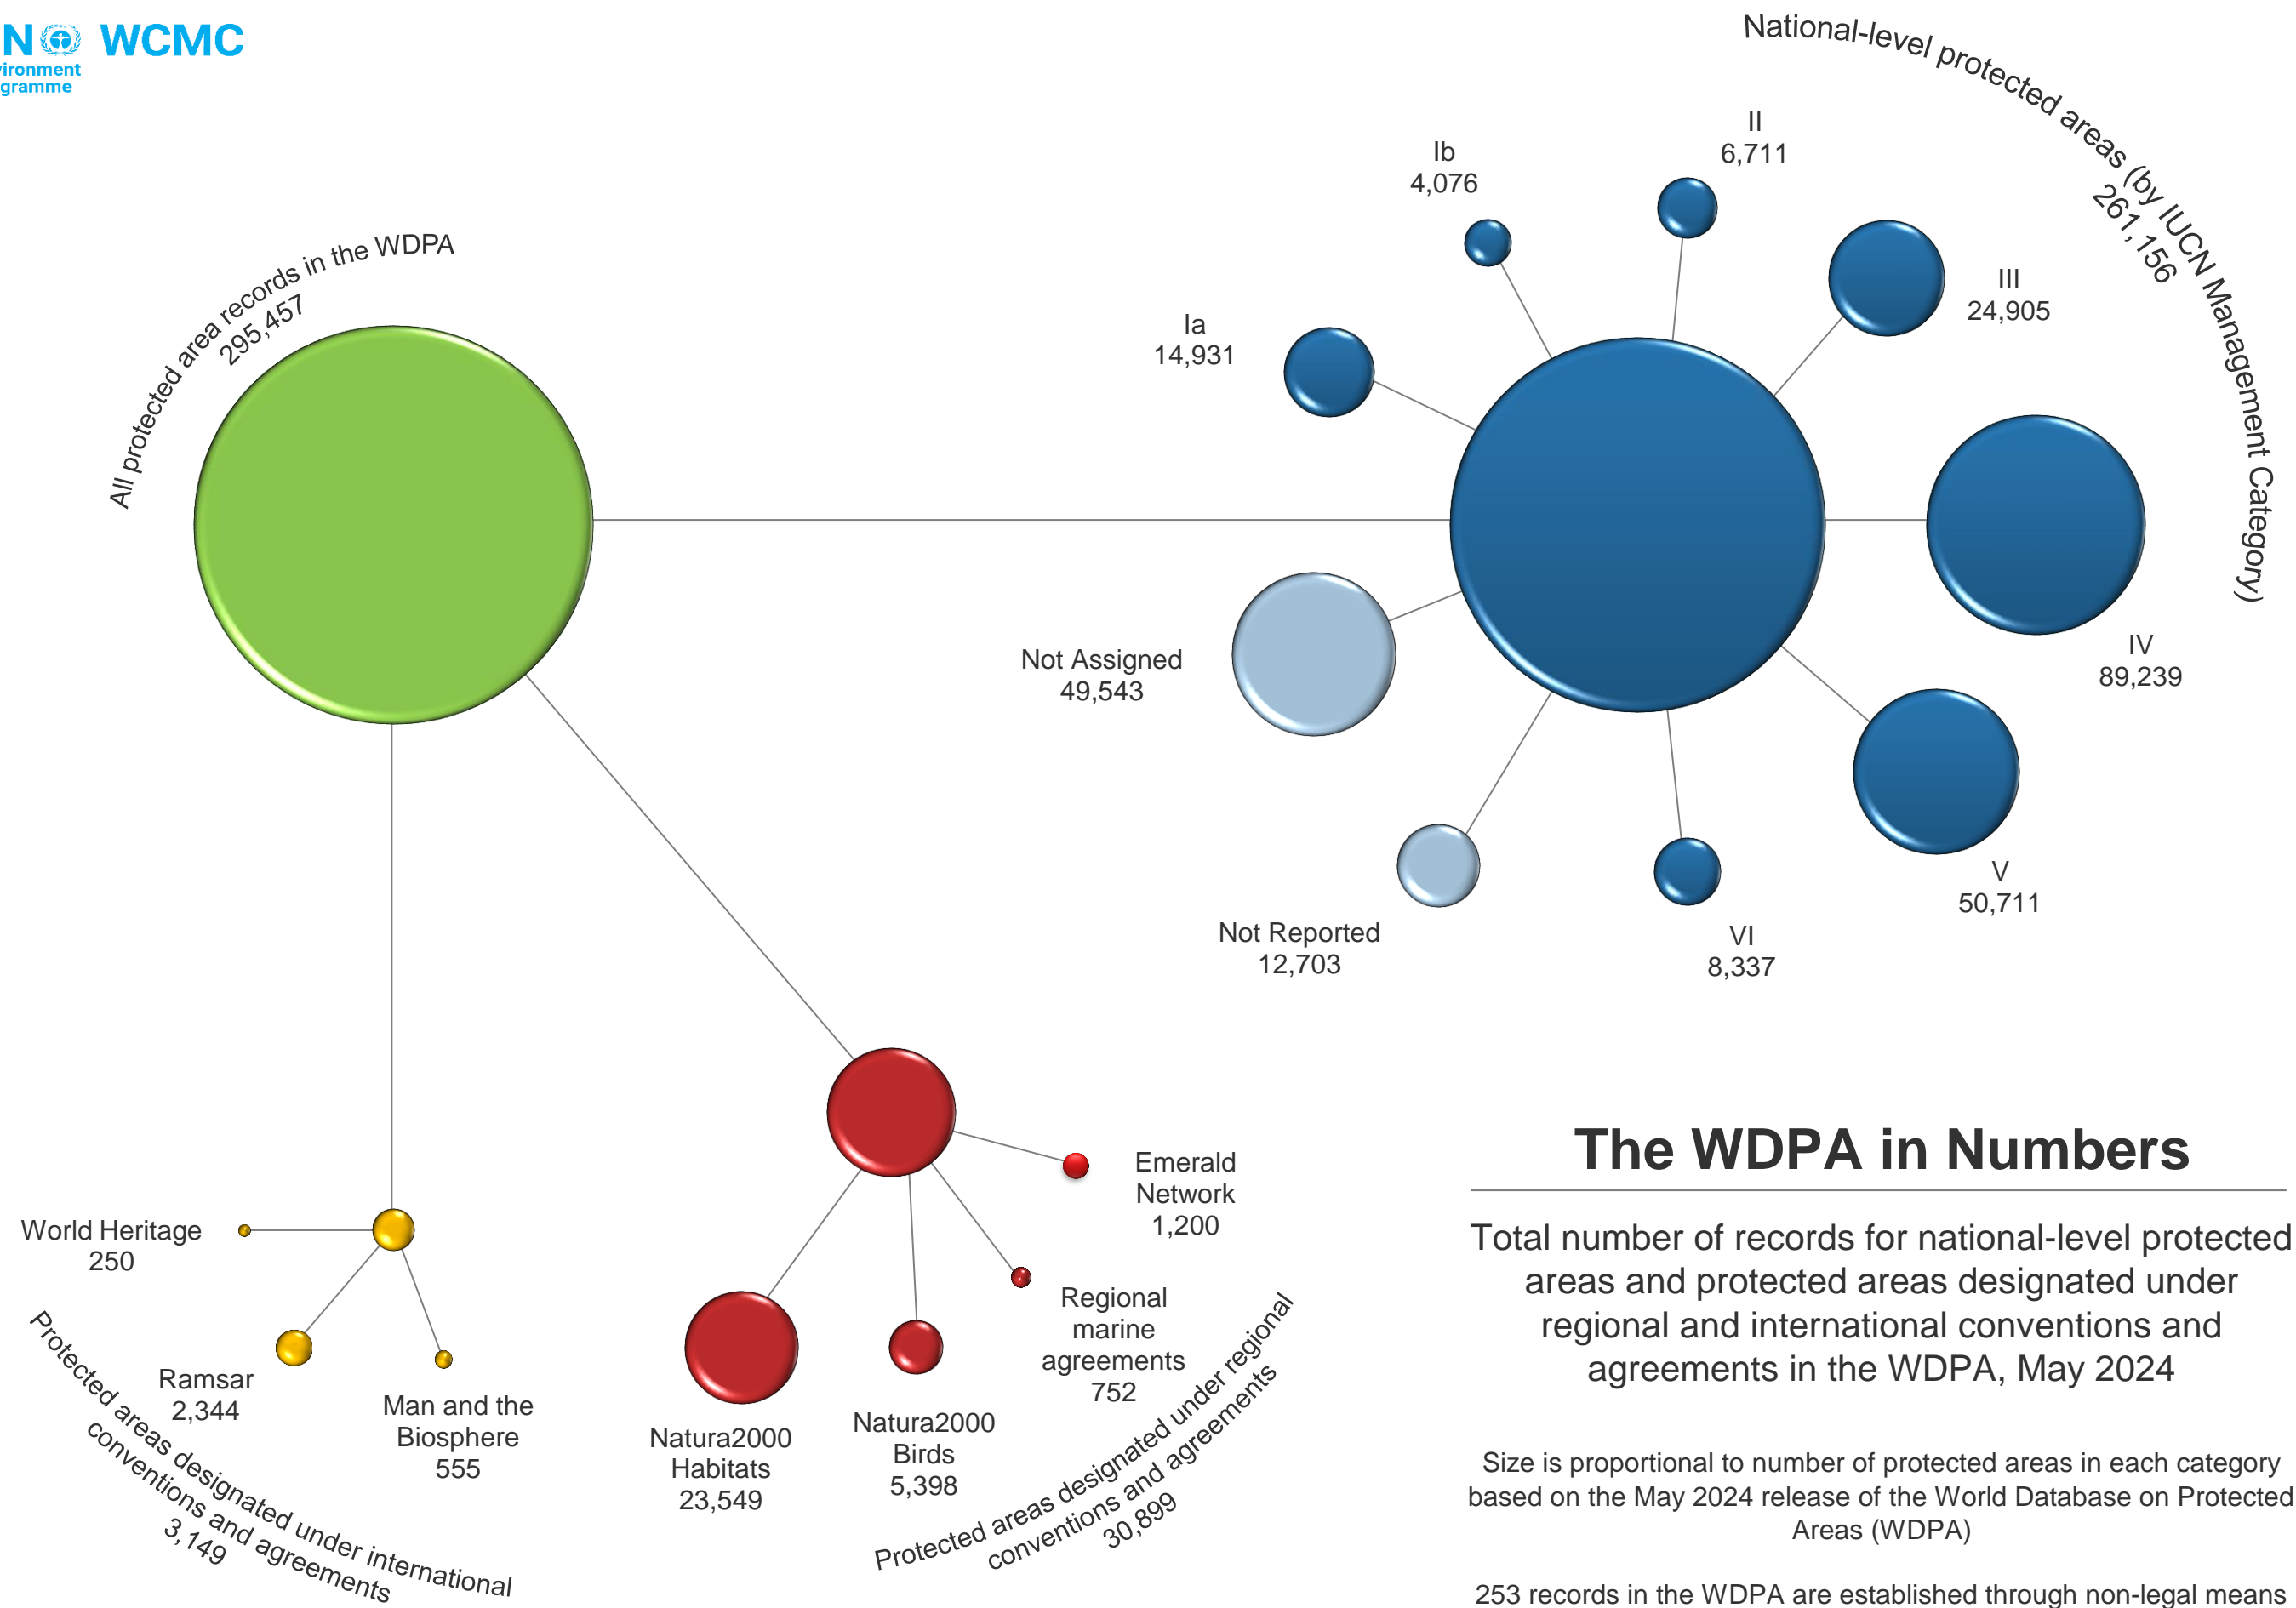 WCMC
National-level protected areas (by IUCN Management Category)
261,156
II
6,711
Ib
4,076
III
24,905
Ia
14,931
All protected area records in the WDPA
295,457
IV
89,239
Not Assigned
49,543
V
50,711
Not Reported
12,703
VI
8,337
The WDPA in Numbers
Total number of records for national-level protected
areas and protected areas designated under
regional and international conventions and
agreements in the WDPA, May 2024
Size is proportional to number of protected areas in each category
based on the May 2024 release of the World Database on Protected
Areas (WDPA)
253 records in the WDPA are established through non-legal means
Emerald
Network
1,200
Regional
marine
agreements
752
Natura2000
Birds
5,398
Natura2000
Habitats
23,549
Protected areas designated under regional
conventions and agreements
30,899
World Heritage
250
Ramsar
2,344
Man and the
Biosphere
555
Protected areas designated under international
conventions and agreements
3,149